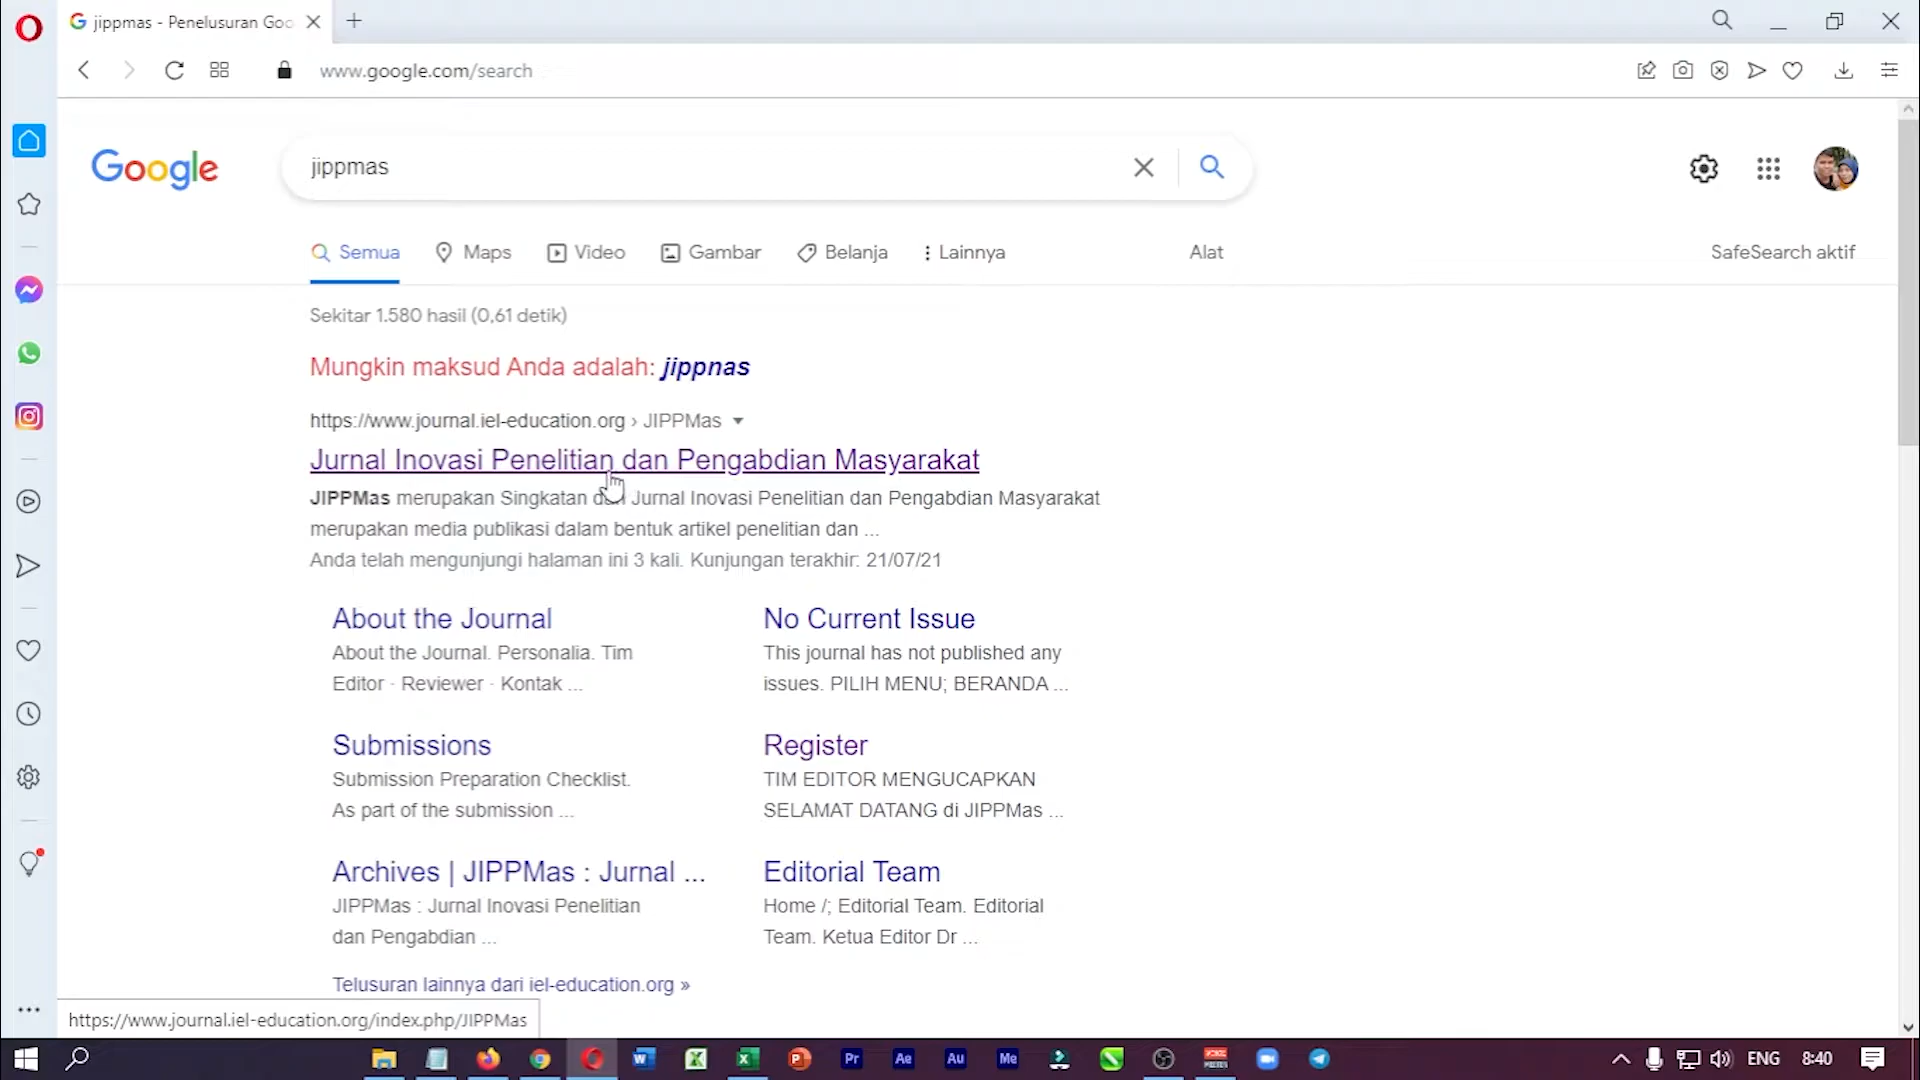 jippmas - Penelusuran Goo
www.google.com/search
Google
jippmas
Semua
Maps
Video
Gambar
Belanja
Lainnya
Alat
SafeSearch aktif
Sekitar 1.580 hasil (0,61 detik)
Mungkin maksud Anda adalah: jippnas
https://www.journal.iel-education.org › JIPPMas
Jurnal Inovasi Penelitian dan Pengabdian Masyarakat
JIPPMas merupakan Singkatan dari Jurnal Inovasi Penelitian dan Pengabdian Masyarakat
merupakan media publikasi dalam bentuk artikel penelitian dan ...
Anda telah mengunjungi halaman ini 3 kali. Kunjungan terakhir: 21/07/21
About the Journal
About the Journal. Personalia. Tim
Editor · Reviewer · Kontak ...
No Current Issue
This journal has not published any
issues. PILIH MENU; BERANDA ...
Submissions
Submission Preparation Checklist.
As part of the submission ...
Register
TIM EDITOR MENGUCAPKAN
SELAMAT DATANG di JIPPMas ...
Archives | JIPPMas : Jurnal ...
JIPPMas : Jurnal Inovasi Penelitian
dan Pengabdian ...
Editorial Team
Home /; Editorial Team. Editorial
Team. Ketua Editor Dr ...
Telusuran lainnya dari iel-education.org »
https://www.journal.iel-education.org/index.php/JIPPMas
Pr
Ae
Au
Me
ENG
8:40